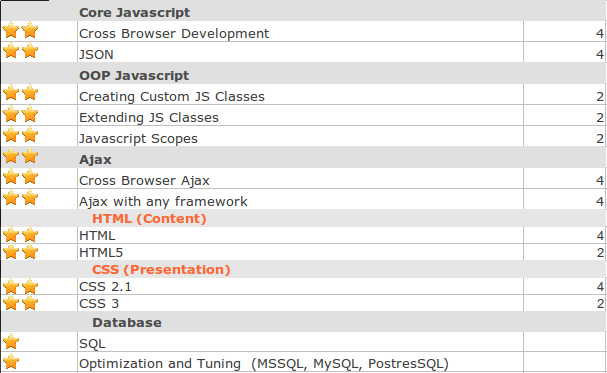 Core Javascript
Cross Browser Development 4
JSON 4
OOP Javascript
Creating Custom JS Classes 2
Extending JS Classes 2
Javascript Scopes 2
Ajax
Cross Browser Ajax 4
Ajax with any framework 4
HTML (Content)
HTML 4
HTML5 2
CSS (Presentation)
CSS 2.1 4
CSS 3 2
Database
SQL
Optimization and Tuning (MSSQL, MySQL, PostresSQL)